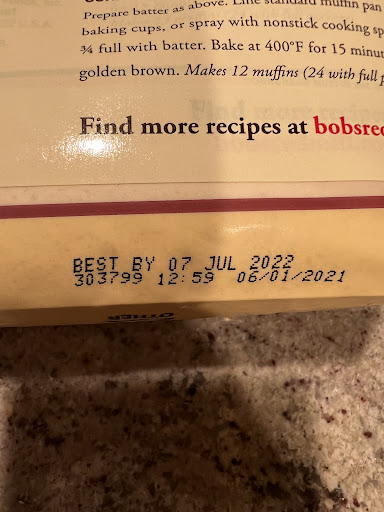 Prepare batter as above. Line standard muffin pan
baking cups, or spray with nonstick cooking sp
¾ full with batter. Bake at 400°F for 15 minut
golden brown. Makes 12 muffins (24 with full p
Find more recipes at bobsred
BEST BY 07 JUL 2022
303799 12:59 06/01/2021
OTHER